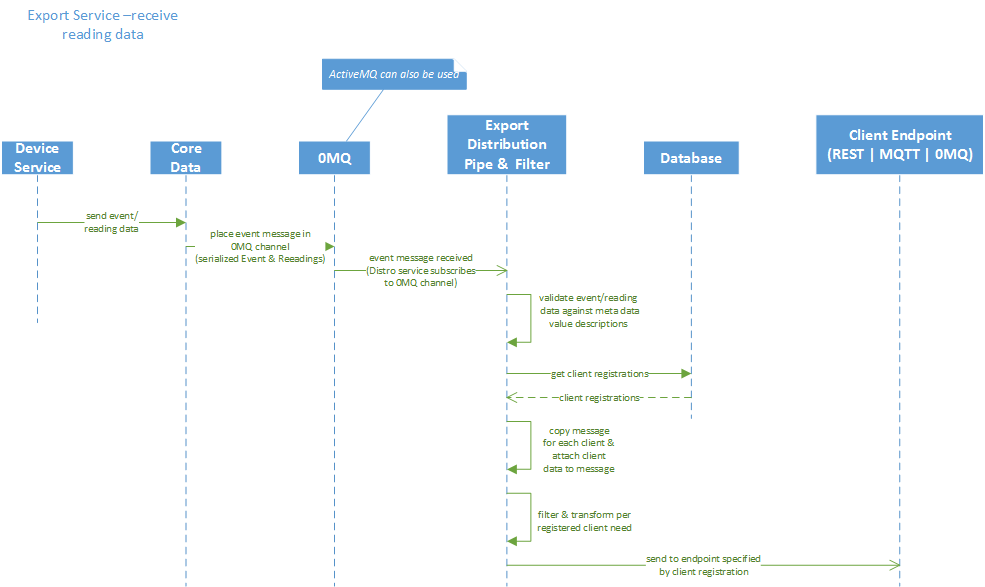 Export Service –receive
reading data
ActiveMQ can also be used
Device
Service
Core
Data
0MQ
Export
Distribution
Pipe & Filter
Database
Client Endpoint
(REST | MQTT | 0MQ)
send event/
reading data
place event message in
0MQ channel
(serialized Event & Reeadings)
event message received
(Distro service subscribes
to 0MQ channel)
validate event/reading
data against meta data
value descriptions
get client registrations
client registrations
copy message
for each client &
attach client
data to message
filter & transform per
registered client need
send to endpoint specified
by client registration